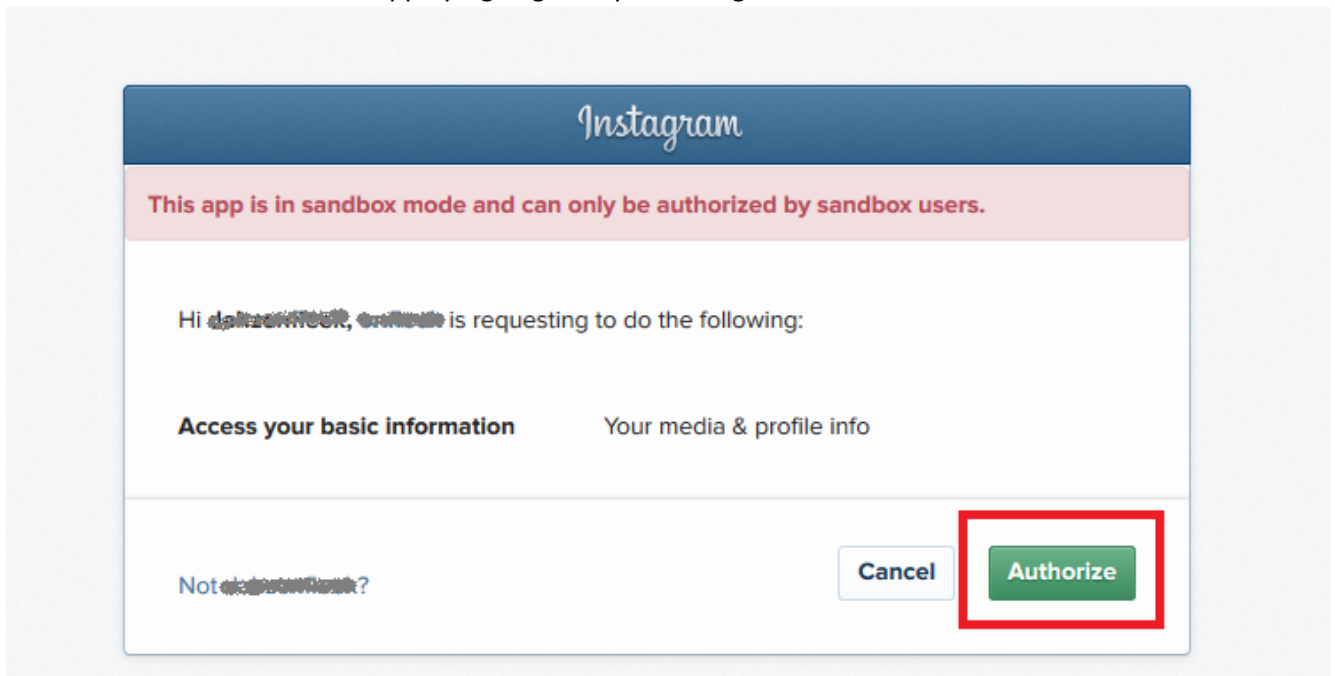 Instagram
This app is in sandbox mode and can only be authorized by sandbox users.
Hi is requesting to do the following:
Access your basic information Your media & profile info
Not ?
Cancel Authorize